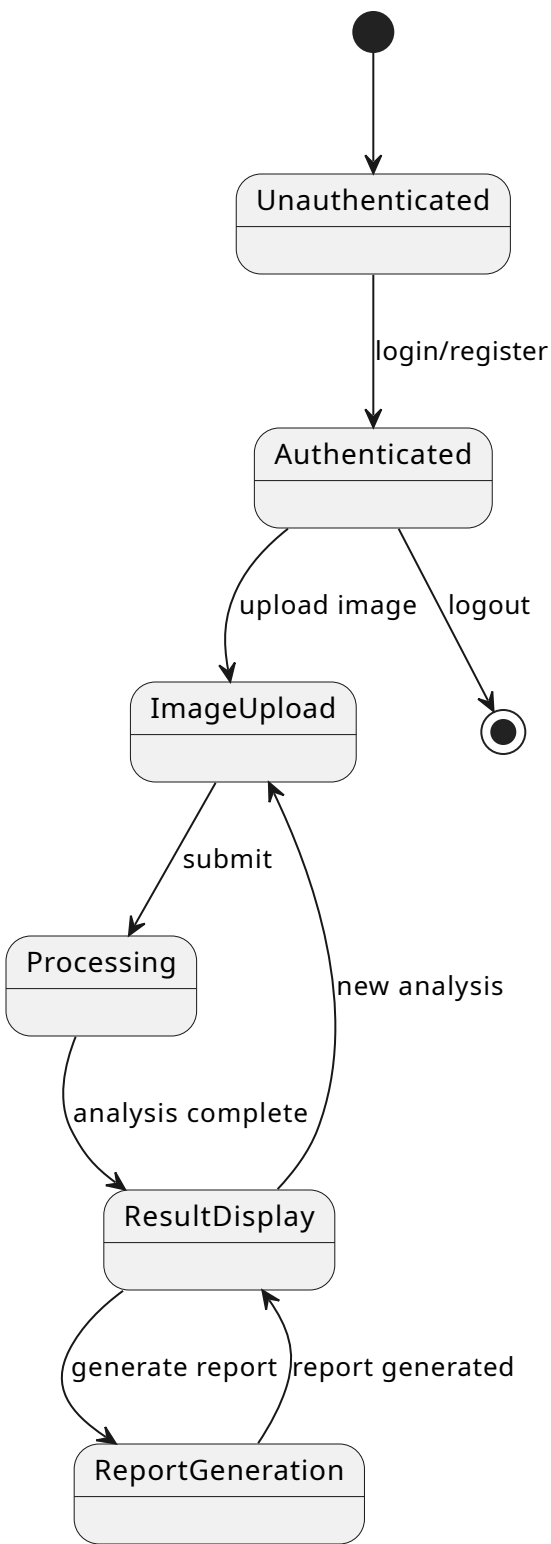 Unauthenticated
login/register
Authenticated
upload image
logout
ImageUpload
submit
Processing
new analysis
analysis complete
ResultDisplay
generate report
report generated
ReportGeneration